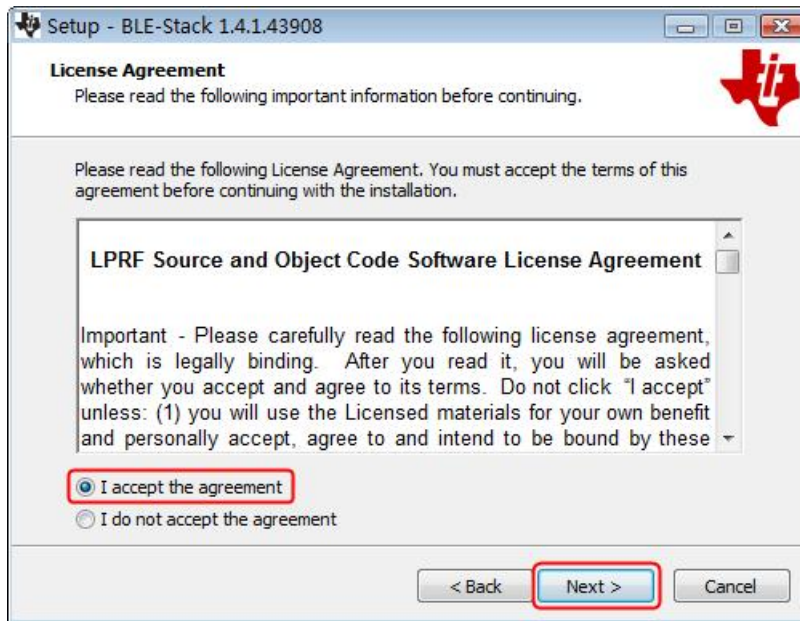 Setup - BLE-Stack 1.4.1.43908
License Agreement
Please read the following important information before continuing.
Please read the following License Agreement. You must accept the terms of this
agreement before continuing with the installation.
LPRF Source and Object Code Software License Agreement
Important - Please carefully read the following license agreement,
which is legally binding. After you read it, you will be asked
whether you accept and agree to its terms. Do not click "I accept"
unless: (1) you will use the Licensed materials for your own benefit
and personally accept, agree to and intend to be bound by these
I accept the agreement
I do not accept the agreement
< Back Next > Cancel